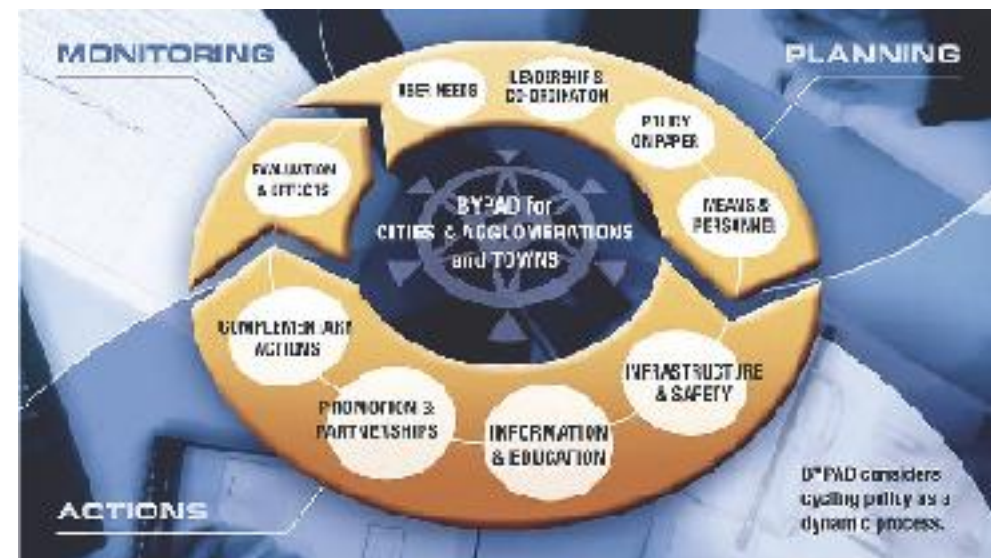 MONITORING
PLANNING
USER NEEDS
LEADERSHIP &
CO-ORDINATION
POLICY
ON PAPER
MEANS &
PERSONNEL
EVALUATION
& EFFECTS
BYPAD for
CITIES & AGGLOMERATIONS
and TOWNS
COMPLEMENTARY
ACTIONS
INFRASTRUCTURE
& SAFETY
PROMOTION &
PARTNERSHIPS
INFORMATION
& EDUCATION
ACTIONS
BYPAD considers
cycling policy as a
dynamic process.